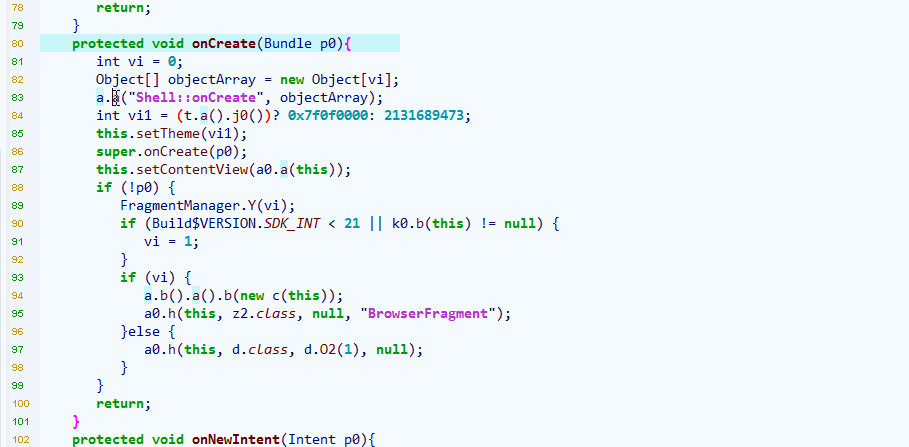 78 return;
79 }
80 protected void onCreate(Bundle p0){
81 int vi = 0;
82 Object[] objectArray = new Object[vi];
83 a.a("Shell::onCreate", objectArray);
84 int vi1 = (t.a().j0())? 0x7f0f0000: 2131689473;
85 this.setTheme(vi1);
86 super.onCreate(p0);
87 this.setContentView(a0.a(this));
88 if (!p0) {
89 FragmentManager.Y(vi);
90 if (Build$VERSION.SDK_INT < 21 || k0.b(this) != null) {
91 vi = 1;
92 }
93 if (vi) {
94 a.b().a().b(new c(this));
95 a0.h(this, z2.class, null, "BrowserFragment");
96 }else {
97 a0.h(this, d.class, d.O2(1), null);
98 }
99 }
100 return;
101 }
102 protected void onNewIntent(Intent p0){